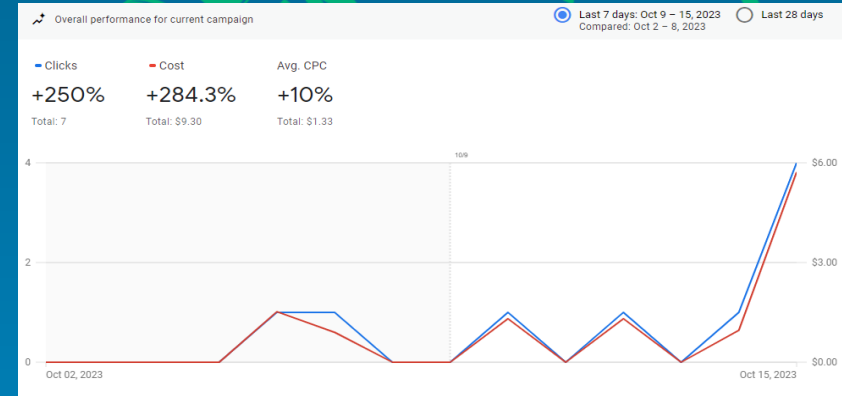 Overall performance for current campaign
Last 7 days: Oct 9 – 15, 2023
Compared: Oct 2 – 8, 2023
Last 28 days
Clicks
Cost
Avg. CPC
+250%
+284.3%
+10%
Total: 7
Total: $9.30
Total: $1.33
10/9
4
$6.00
2
$3.00
0
$0.00
Oct 02, 2023
Oct 15, 2023